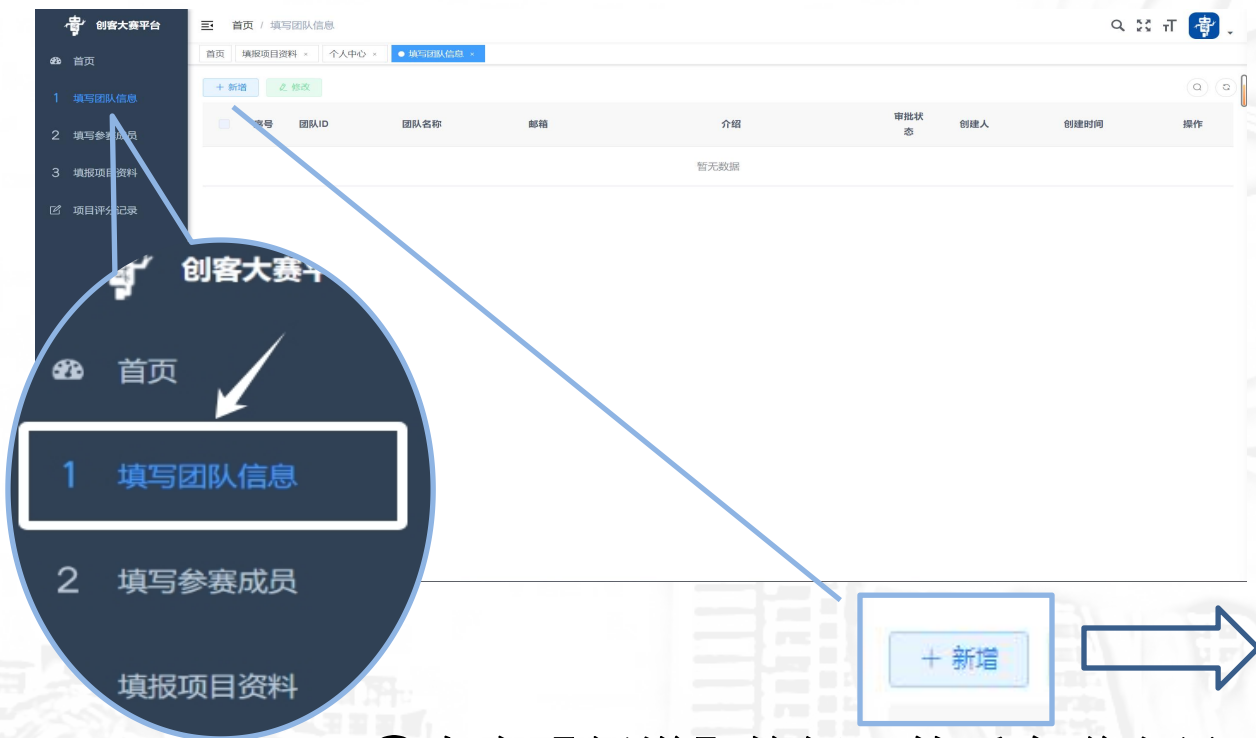 创客大赛平台
首页 / 填写团队信息
首页 填报项目资料 × 个人中心 × 填写团队信息 ×
首页
1 填写团队信息
2 填写参赛成员
3 填报项目资料
项目评分记录
+ 新增 修改
序号 团队ID 团队名称 邮箱 介绍 审批状态 创建人 创建时间 操作
暂无数据
创客大赛平
首页
1 填写团队信息
2 填写参赛成员
填报项目资料
+ 新增